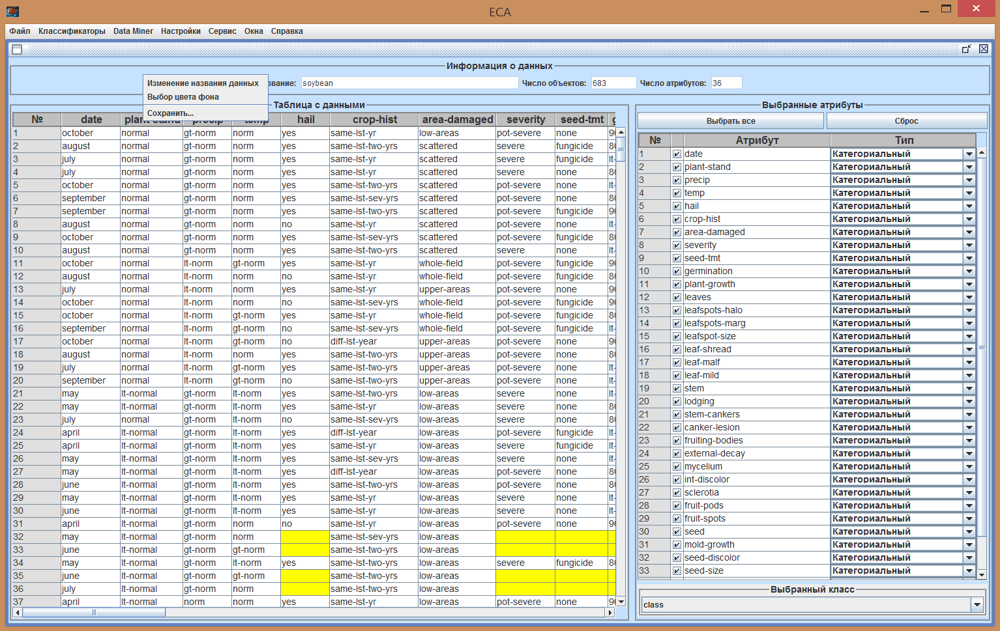 ECA
Файл Классификаторы Data Miner Настройки Сервис Окна Справка
Информация о данных
звание: soybean Число объектов: 683 Число атрибутов: 36
Изменение названия данных
Выбор цвета фона
Сохранить...
Таблица с данными
№ date hail crop-hist area-damaged severity seed-tmt
1 october normal gt-norm norm yes same-lst-yr low-areas pot-severe none
2 august normal gt-norm norm yes same-lst-two-yrs scattered severe fungicide
3 july normal gt-norm norm yes same-lst-yr scattered severe fungicide
4 july normal gt-norm norm yes same-lst-yr scattered severe none
5 october normal gt-norm norm yes same-lst-two-yrs scattered pot-severe none
6 september normal gt-norm norm yes same-lst-sev-yrs scattered pot-severe none
7 september normal gt-norm norm yes same-lst-two-yrs scattered pot-severe fungicide
8 august normal gt-norm norm no same-lst-yr scattered pot-severe none
9 october normal gt-norm norm yes same-lst-sev-yrs scattered pot-severe fungicide
10 august normal gt-norm norm yes same-lst-two-yrs scattered severe none
11 october normal lt-norm gt-norm yes same-lst-yr whole-field pot-severe fungicide
12 august normal lt-norm norm no same-lst-yr whole-field pot-severe fungicide
13 july normal lt-norm norm yes same-lst-yr upper-areas pot-severe none
14 october normal lt-norm norm no same-lst-sev-yrs whole-field pot-severe fungicide
15 october normal lt-norm gt-norm yes same-lst-yr whole-field pot-severe fungicide
16 september normal lt-norm gt-norm no same-lst-sev-yrs whole-field pot-severe fungicide
17 october normal lt-norm gt-norm no diff-lst-year upper-areas pot-severe none
18 august normal lt-norm norm yes same-lst-two-yrs upper-areas pot-severe none
19 july normal lt-norm gt-norm yes same-lst-two-yrs upper-areas pot-severe none
20 september normal lt-norm gt-norm no same-lst-two-yrs upper-areas pot-severe none
21 may lt-normal gt-norm lt-norm yes same-lst-two-yrs low-areas severe none
22 may lt-normal gt-norm lt-norm yes same-lst-yr low-areas severe none
23 july normal gt-norm lt-norm no same-lst-sev-yrs low-areas severe none
24 april lt-normal gt-norm lt-norm yes diff-lst-year low-areas pot-severe fungicide
25 april lt-normal gt-norm lt-norm yes same-lst-yr low-areas severe fungicide
26 may lt-normal gt-norm lt-norm yes same-lst-sev-yrs low-areas severe none
27 may lt-normal gt-norm lt-norm yes diff-lst-year low-areas pot-severe none
28 june lt-normal gt-norm lt-norm yes same-lst-two-yrs low-areas pot-severe none
29 may lt-normal gt-norm lt-norm yes same-lst-yr low-areas severe none
30 june lt-normal gt-norm lt-norm yes same-lst-yr low-areas severe none
31 april lt-normal gt-norm norm no same-lst-yr low-areas pot-severe none
32 may lt-normal gt-norm norm same-lst-sev-yrs low-areas
33 june lt-normal gt-norm gt-norm same-lst-two-yrs low-areas
34 may lt-normal gt-norm lt-norm yes same-lst-two-yrs low-areas severe fungicide
35 june lt-normal gt-norm gt-norm same-lst-two-yrs low-areas
36 july lt-normal gt-norm norm same-lst-two-yrs low-areas
37 april lt-normal norm norm yes same-lst-yr low-areas pot-severe none
Выбранные атрибуты
Выбрать все Сброс
№ Атрибут Тип
1 date Категориальный
2 plant-stand Категориальный
3 precip Категориальный
4 temp Категориальный
5 hail Категориальный
6 crop-hist Категориальный
7 area-damaged Категориальный
8 severity Категориальный
9 seed-tmt Категориальный
10 germination Категориальный
11 plant-growth Категориальный
12 leaves Категориальный
13 leafspots-halo Категориальный
14 leafspots-marg Категориальный
15 leafspot-size Категориальный
16 leaf-shread Категориальный
17 leaf-malf Категориальный
18 leaf-mild Категориальный
19 stem Категориальный
20 lodging Категориальный
21 stem-cankers Категориальный
22 canker-lesion Категориальный
23 fruiting-bodies Категориальный
24 external-decay Категориальный
25 mycelium Категориальный
26 int-discolor Категориальный
27 sclerotia Категориальный
28 fruit-pods Категориальный
29 fruit-spots Категориальный
30 seed Категориальный
31 mold-growth Категориальный
32 seed-discolor Категориальный
33 seed-size Категориальный
Выбранный класс
class